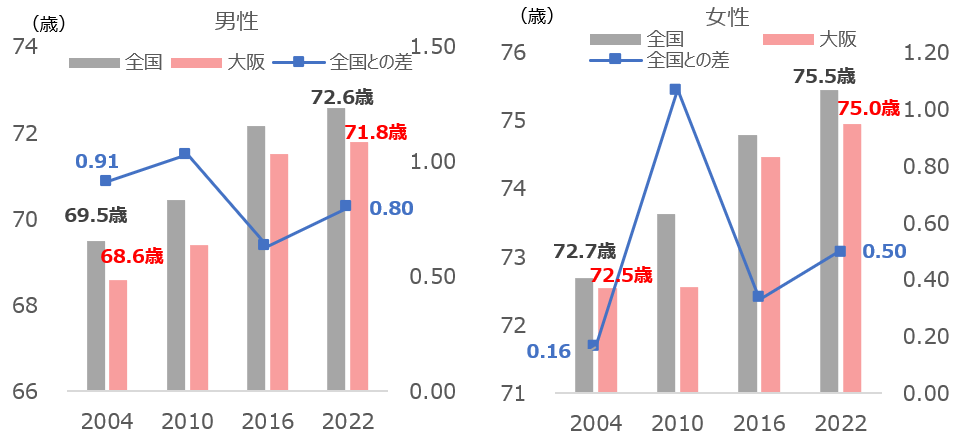 男性
（歳）
74
72
70
68
66
1.50
1.00
0.50
0.00
全国 大阪 全国との差
0.91
69.5歳
68.6歳
72.6歳
71.8歳
0.80
2004 2010 2016 2022
女性
（歳）
76
75
74
73
72
71
1.20
1.00
0.80
0.60
0.40
0.20
0.00
全国 大阪
全国との差
75.5歳
75.0歳
72.7歳
72.5歳
0.16
0.50
2004 2010 2016 2022